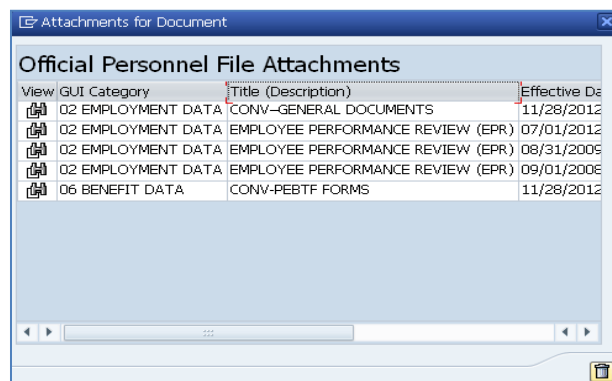 Attachments for Document
Official Personnel File Attachments
View GUI Category Title (Description) Effective Da
02 EMPLOYMENT DATA CONV-GENERAL DOCUMENTS 11/28/2012
02 EMPLOYMENT DATA EMPLOYEE PERFORMANCE REVIEW (EPR) 07/01/2012
02 EMPLOYMENT DATA EMPLOYEE PERFORMANCE REVIEW (EPR) 08/31/2009
02 EMPLOYMENT DATA EMPLOYEE PERFORMANCE REVIEW (EPR) 09/01/2008
06 BENEFIT DATA CONV-PEBTF FORMS 11/28/2012